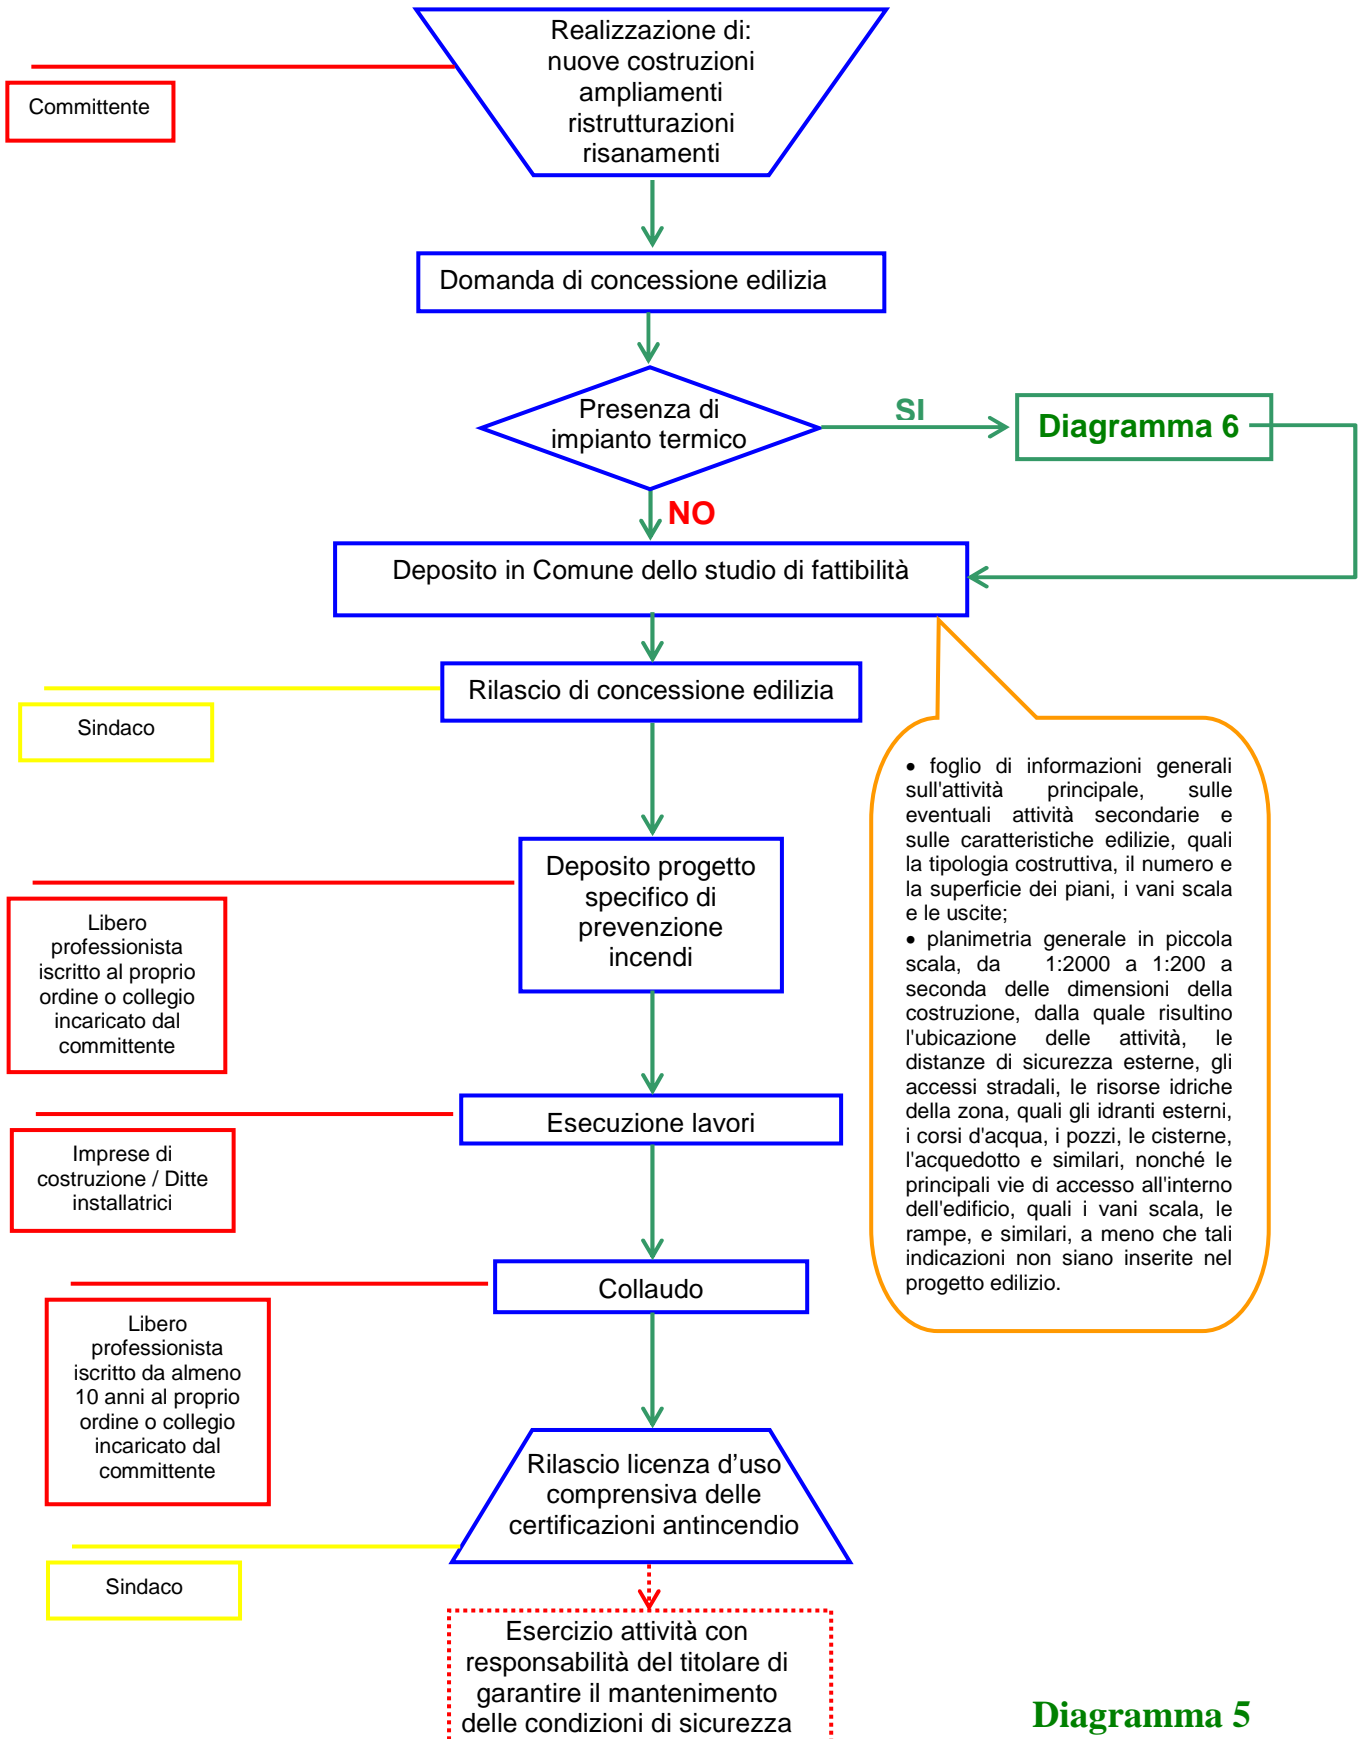 Realizzazione di:
nuove costruzioni
ampliamenti
ristrutturazioni
risanamenti
Committente
Domanda di concessione edilizia
Presenza di
impianto termico
SI
Diagramma 6
NO
Deposito in Comune dello studio di fattibilità
Rilascio di concessione edilizia
Sindaco
• foglio di informazioni generali
sull'attività principale, sulle
eventuali attività secondarie e
sulle caratteristiche edilizie, quali
la tipologia costruttiva, il numero e
la superficie dei piani, i vani scala
e le uscite;
• planimetria generale in piccola
scala, da 1:2000 a 1:200 a
seconda delle dimensioni della
costruzione, dalla quale risultino
l'ubicazione delle attività, le
distanze di sicurezza esterne, gli
accessi stradali, le risorse idriche
della zona, quali gli idranti esterni,
i corsi d'acqua, i pozzi, le cisterne,
l'acquedotto e similari, nonché le
principali vie di accesso all'interno
dell'edificio, quali i vani scala, le
rampe, e similari, a meno che tali
indicazioni non siano inserite nel
progetto edilizio.
Deposito progetto
specifico di
prevenzione
incendi
Libero
professionista
iscritto al proprio
ordine o collegio
incaricato dal
committente
Esecuzione lavori
Imprese di
costruzione / Ditte
installatrici
Collaudo
Libero
professionista
iscritto da almeno
10 anni al proprio
ordine o collegio
incaricato dal
committente
Rilascio licenza d’uso
comprensiva delle
certificazioni antincendio
Sindaco
Esercizio attività con
responsabilità del titolare di
garantire il mantenimento
delle condizioni di sicurezza
Diagramma 5